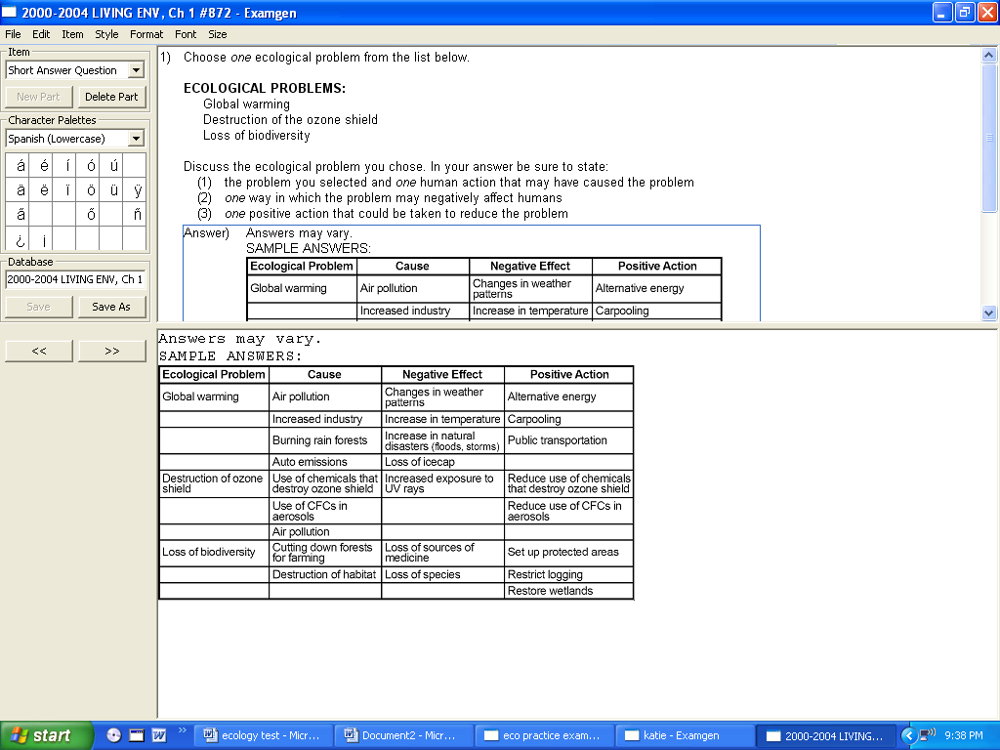 2000-2004 LIVING ENV, Ch 1 #872 - Examgen
File Edit Item Style Format Font Size
Item
Short Answer Question
New Part Delete Part
Character Palettes
Spanish (Lowercase)
á é í ó ú
ä ë ï ö ü ÿ
ã ő ñ
¿ ¡
Database
2000-2004 LIVING ENV, Ch 1
Save Save As
<< >>
1) Choose one ecological problem from the list below.
ECOLOGICAL PROBLEMS:
Global warming
Destruction of the ozone shield
Loss of biodiversity
Discuss the ecological problem you chose. In your answer be sure to state:
(1) the problem you selected and one human action that may have caused the problem
(2) one way in which the problem may negatively affect humans
(3) one positive action that could be taken to reduce the problem
Answer) Answers may vary.
SAMPLE ANSWERS:
Ecological Problem Cause Negative Effect Positive Action
Global warming Air pollution Changes in weather patterns Alternative energy
Increased industry Increase in temperature Carpooling
Answers may vary.
SAMPLE ANSWERS:
Ecological Problem Cause Negative Effect Positive Action
Global warming Air pollution Changes in weather patterns Alternative energy
Increased industry Increase in temperature Carpooling
Burning rain forests Increase in natural disasters (floods, storms) Public transportation
Auto emissions Loss of icecap
Destruction of ozone shield Use of chemicals that destroy ozone shield Increased exposure to UV rays Reduce use of chemicals that destroy ozone shield
Use of CFCs in aerosols Reduce use of CFCs in aerosols
Air pollution
Loss of biodiversity Cutting down forests for farming Loss of sources of medicine Set up protected areas
Destruction of habitat Loss of species Restrict logging
Restore wetlands
start ecology test - Micr... Document2 - Micr... eco practice exam... katie - Examgen 2000-2004 LIVING... 9:38 PM